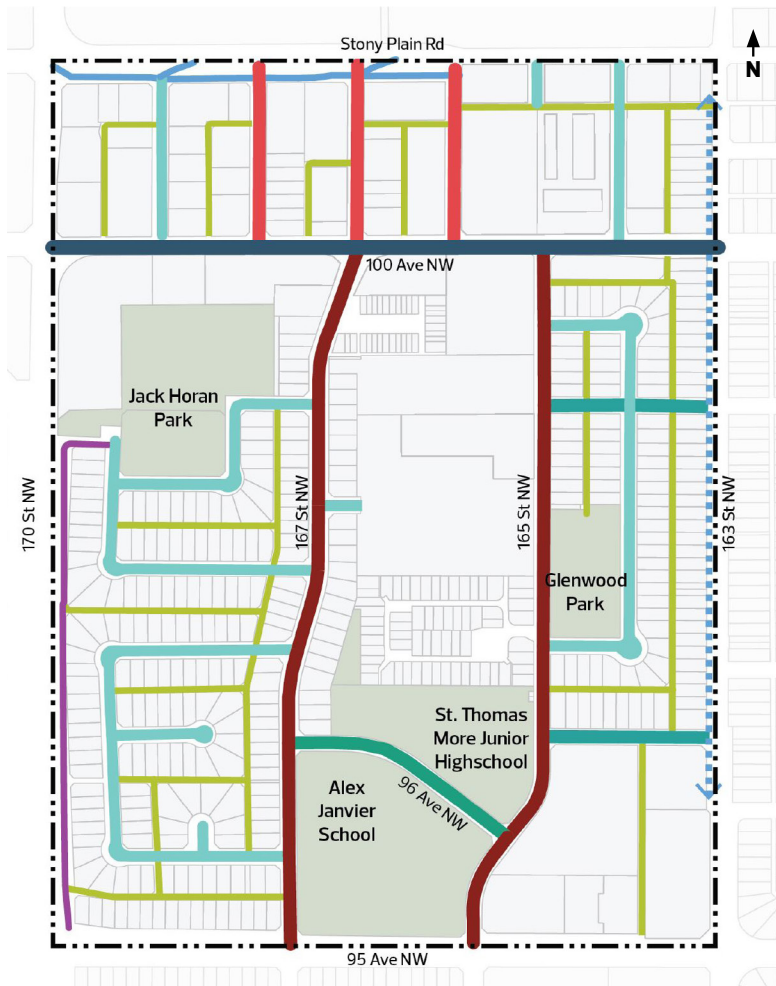 Stony Plain Rd
N
100 Ave NW
Jack Horan
Park
170 St NW
167 St NW
165 St NW
163 St NW
Glenwood
Park
St. Thomas
More Junior
Highschool
96 Ave NW
Alex
Janvier
School
95 Ave NW